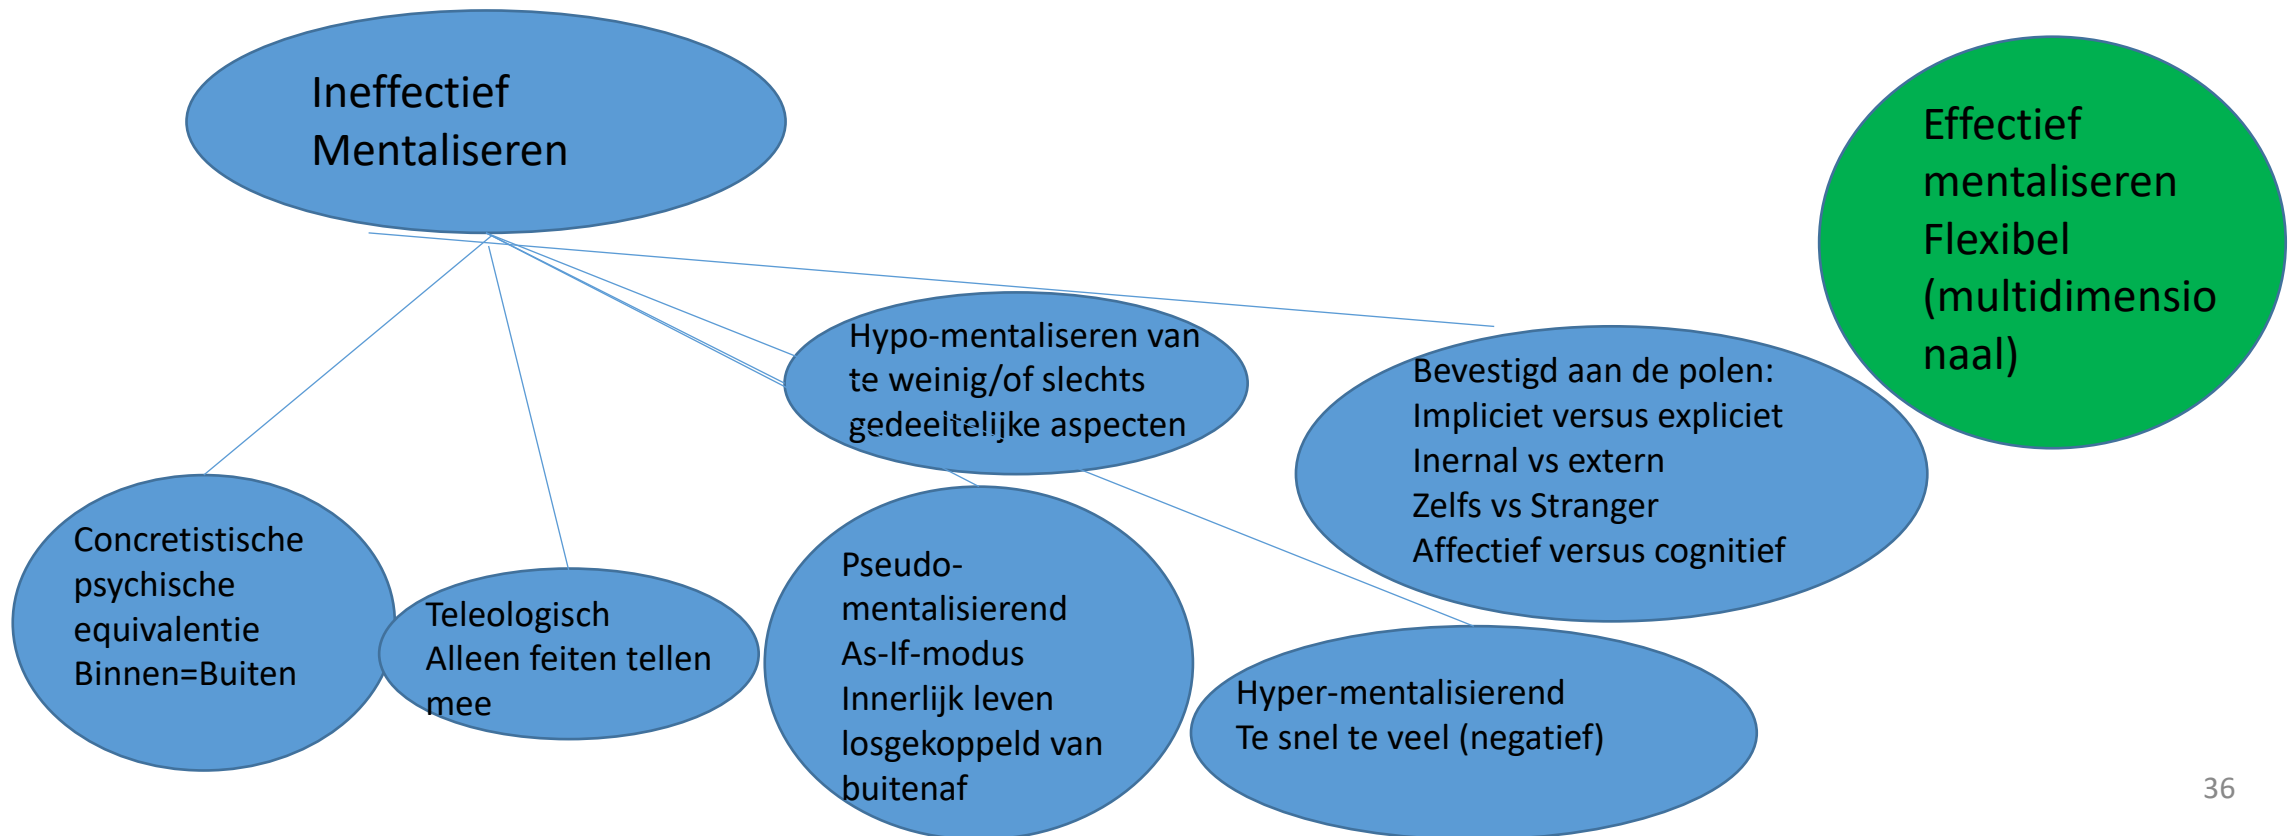 Ineffectief
Mentaliseren
Effectief
mentaliseren
Flexibel
(multidimensio
naal)
Hypo-mentaliseren van
te weinig/of slechts
gedeeltelijke aspecten
Bevestigd aan de polen:
Impliciet versus expliciet
Inernal vs extern
Zelfs vs Stranger
Affectief versus cognitief
Concretistische
psychische
equivalentie
Binnen=Buiten
Teleologisch
Alleen feiten tellen
mee
Pseudo-
mentalisierend
As-If-modus
Innerlijk leven
losgekoppeld van
buitenaf
Hyper-mentalisierend
Te snel te veel (negatief)
36